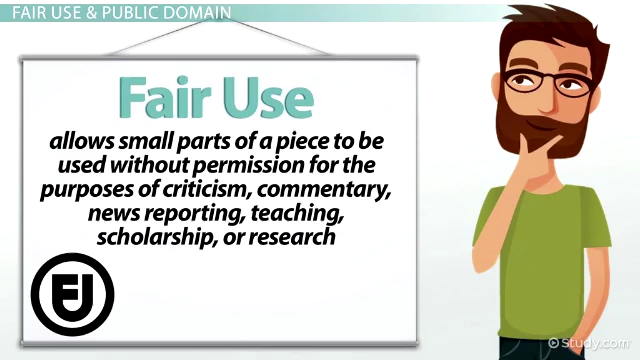 FAIR USE & PUBLIC DOMAIN
Fair Use
allows small parts of a piece to be
used without permission for the
purposes of criticism, commentary,
news reporting, teaching,
scholarship, or research
FU
Study.com